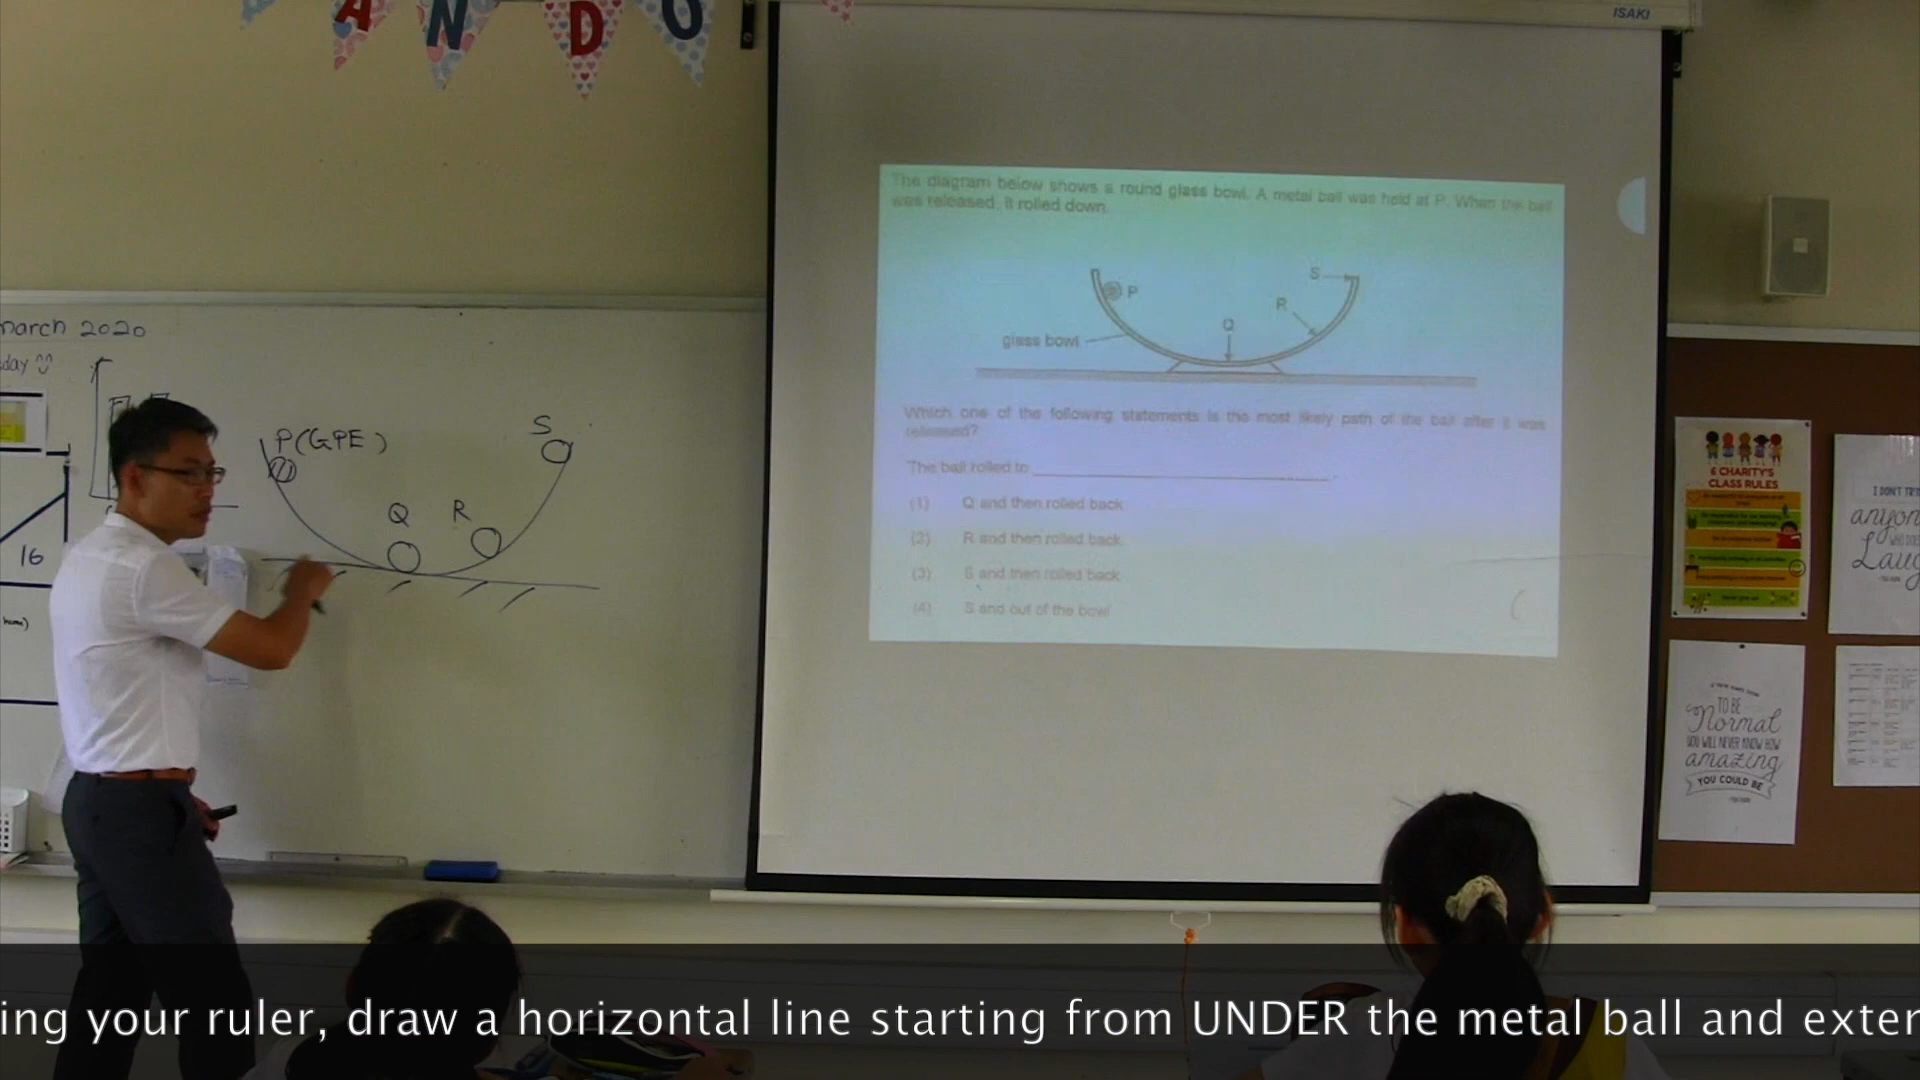 AND
O
ISAKI
march 2020
day
16
home)
P(GPE)
Q
R
S
The diagram below shows a round glass bowl. A metal ball was held at P. When the ball
was released, it rolled down.
P
S
R
Q
glass bowl
Which one of the following statements is the most likely path of the ball after it was
released?
The ball rolled to
(1) Q and then rolled back
(2) R and then rolled back
(3) S and then rolled back
(4) S and out of the bowl
6 CHARITY'S
CLASS RULES
I DON'T
anyon
Laug
TO BE
Normal
YOU WILL NEVER KNOW HOW
amazing
YOU COULD BE
ing your ruler, draw a horizontal line starting from UNDER the metal ball and exten